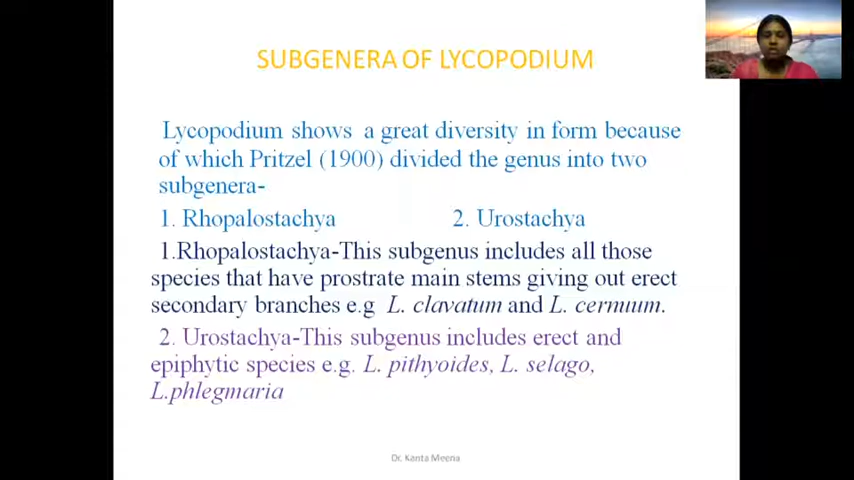 SUBGENERA OF LYCOPODIUM
Lycopodium shows a great diversity in form because
of which Pritzel (1900) divided the genus into two
subgenera-
1. Rhopalostachya 2. Urostachya
1.Rhopalostachya-This subgenus includes all those
species that have prostrate main stems giving out erect
secondary branches e.g L. clavatum and L. cernuum.
2. Urostachya-This subgenus includes erect and
epiphytic species e.g. L. pithyoides, L. selago,
L.phlegmaria
Dr. Kanta Meena